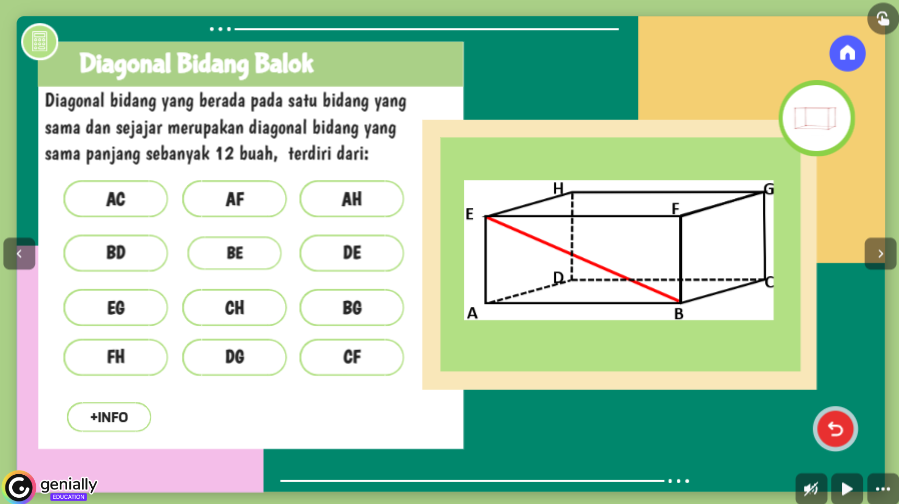 Diagonal Bidang Balok
Diagonal bidang yang berada pada satu bidang yang
sama dan sejajar merupakan diagonal bidang yang
sama panjang sebanyak 12 buah, terdiri dari:
AC AF AH
BD BE DE
EG CH BG
FH DG CF
+INFO
H G
E F
D C
A B
genially
EDUCATION